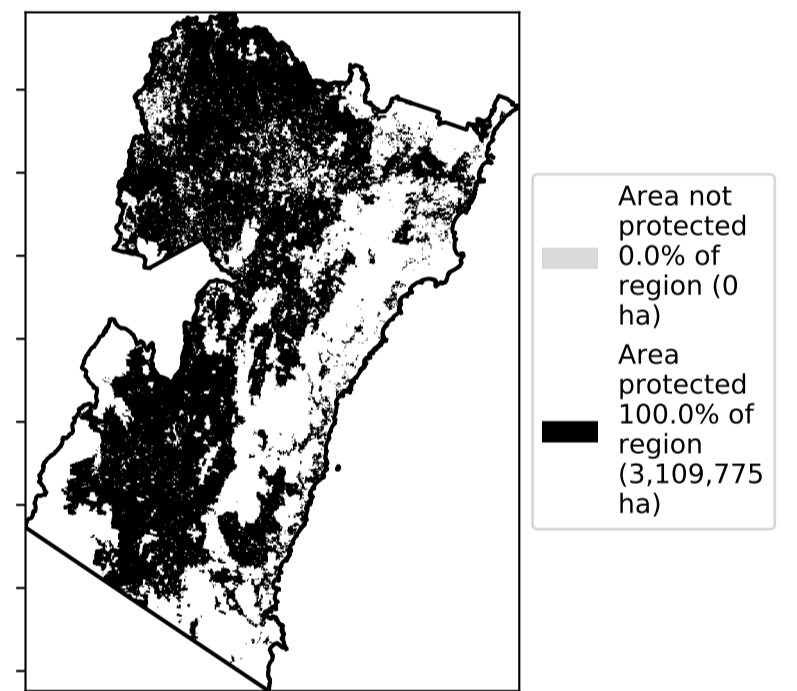 Area not
protected
0.0% of
region (0
ha)
Area
protected
100.0% of
region
(3,109,775
ha)